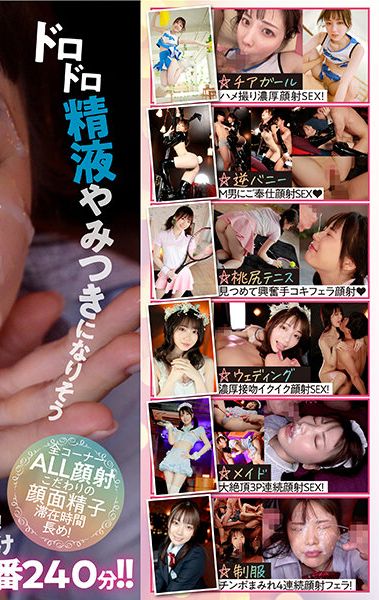 ドロドロ精液やみつきになりそう
全コーナー
ALL顔射
こだわりの
顔面精子
滞在時間
長め!
け
番240分!!
☆チアガール
ハメ撮り濃厚顔射SEX!
☆逆バニー
M男にご奉仕顔射SEX♥
☆桃尻テニス
見つめて興奮手コキフェラ顔射♥
☆ウェディング
濃厚接吻イクイク顔射SEX!
☆メイド
大絶頂3P連続顔射SEX!
☆制服
チンポまみれ4連続顔射フェラ!